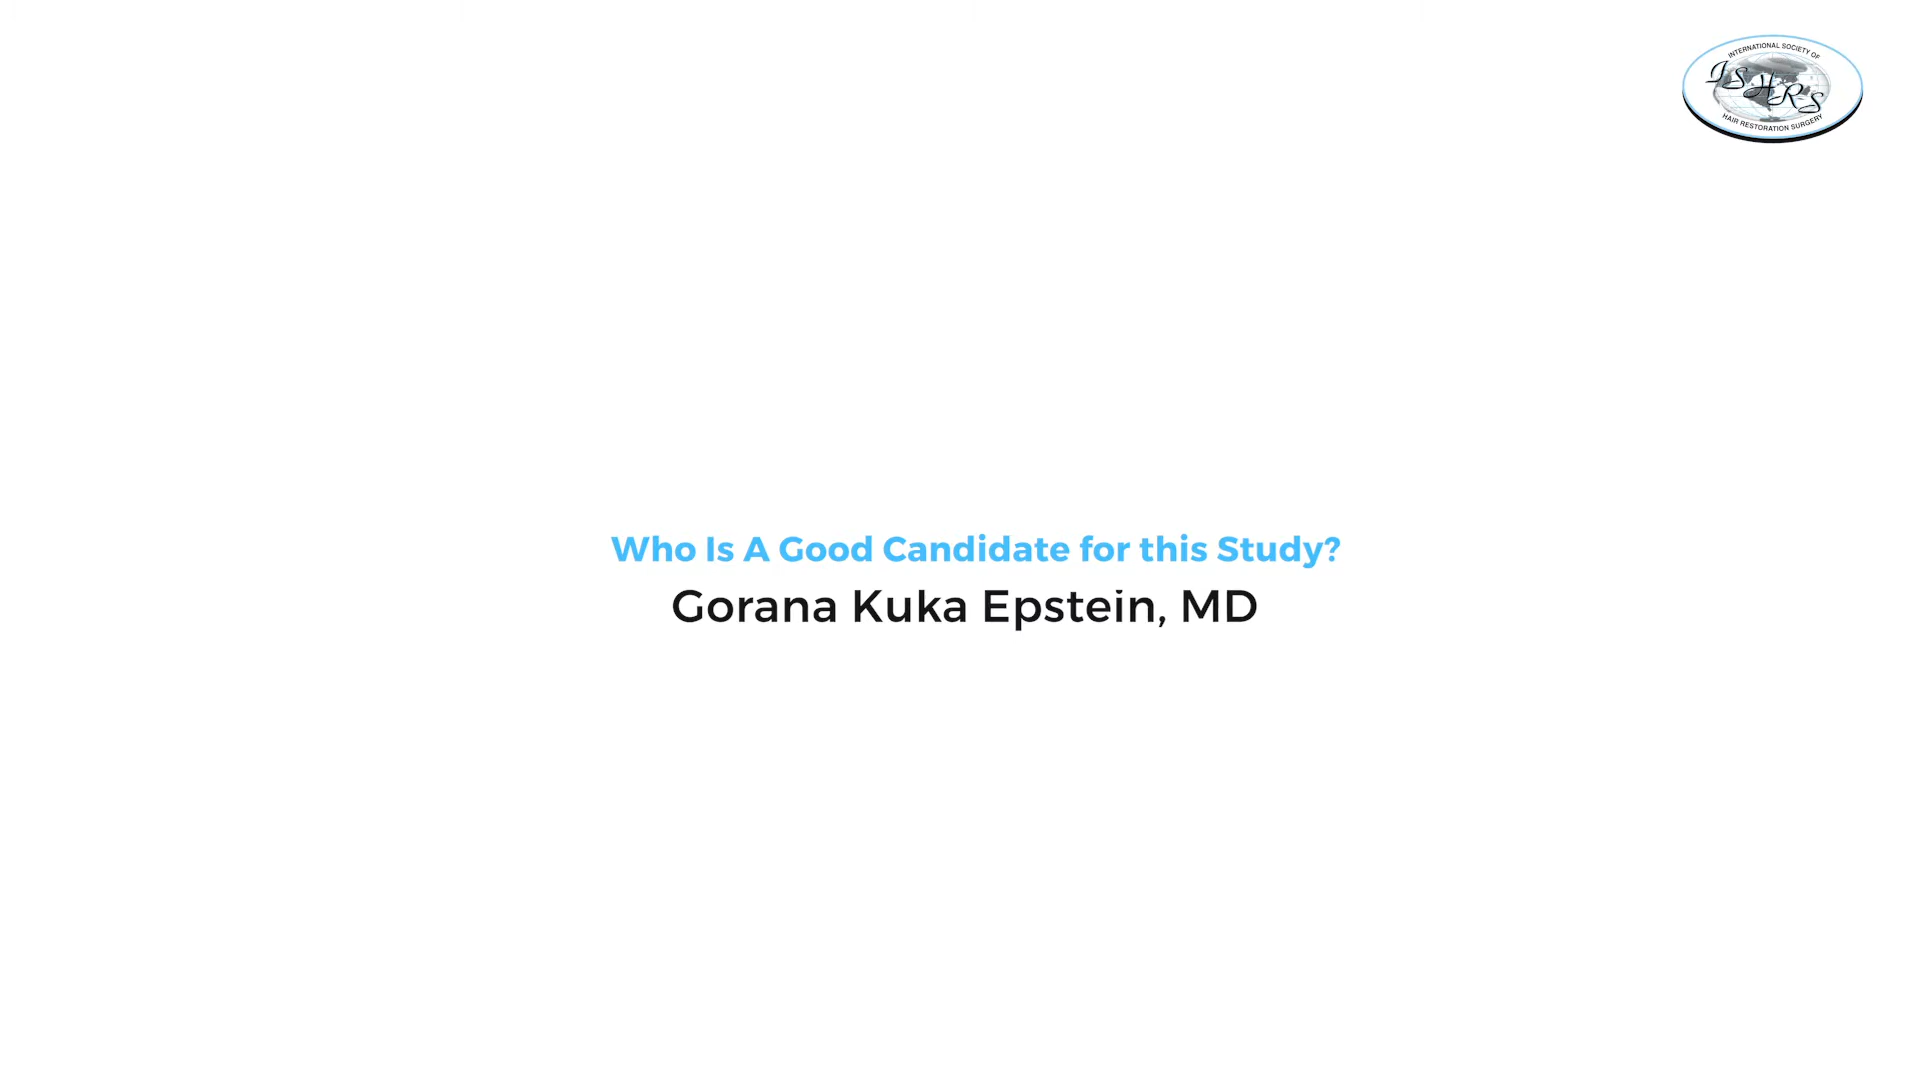 INTERNATIONAL SOCIETY OF
ISHRS
HAIR RESTORATION SURGERY
Who Is A Good Candidate for this Study?
Gorana Kuka Epstein, MD